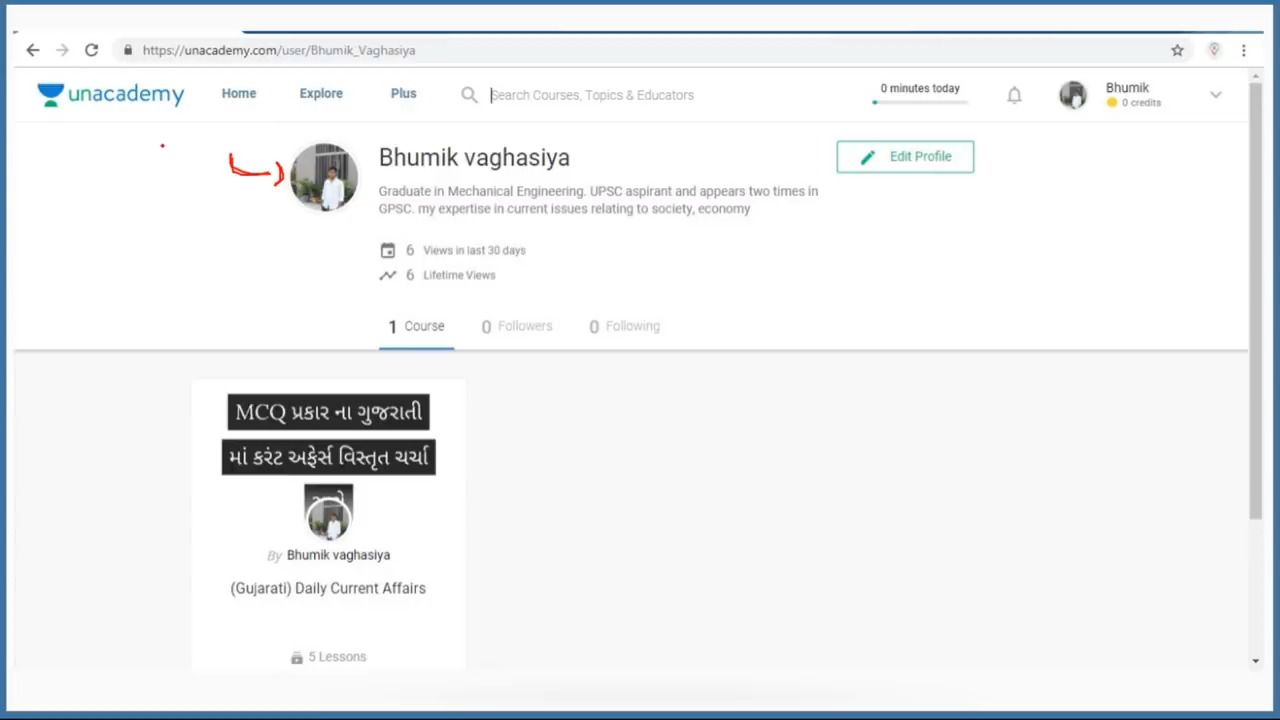 https://unacademy.com/user/Bhumik_Vaghasiya
unacademy Home Explore Plus Search Courses, Topics & Educators 0 minutes today Bhumik
0 credits
Bhumik vaghasiya
Edit Profile
Graduate in Mechanical Engineering. UPSC aspirant and appears two times in
GPSC. my expertise in current issues relating to society, economy
6 Views in last 30 days
6 Lifetime Views
1 Course 0 Followers 0 Following
MCQ પ્રકાર ના ગુજરાતી
માં કરંટ અફેર્સ વિસ્તૃત ચર્ચા
By Bhumik vaghasiya
(Gujarati) Daily Current Affairs
5 Lessons